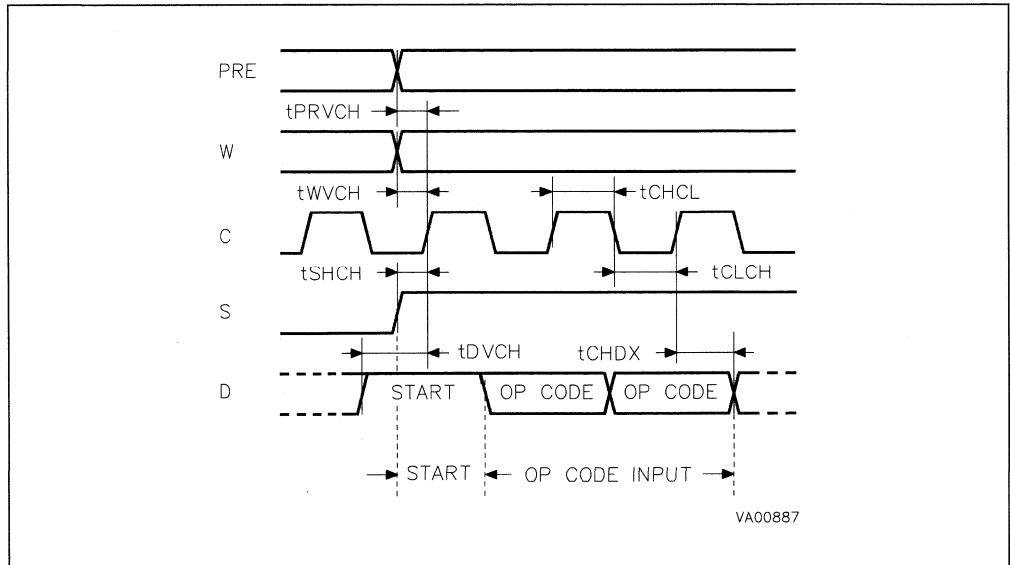 PRE
tPRVCH
W
tWVCH
tCHCL
C
tSHCH
tCLCH
S
tDVCH
tCHDX
D
START
OP CODE
OP CODE
START
OP CODE INPUT
VA00887